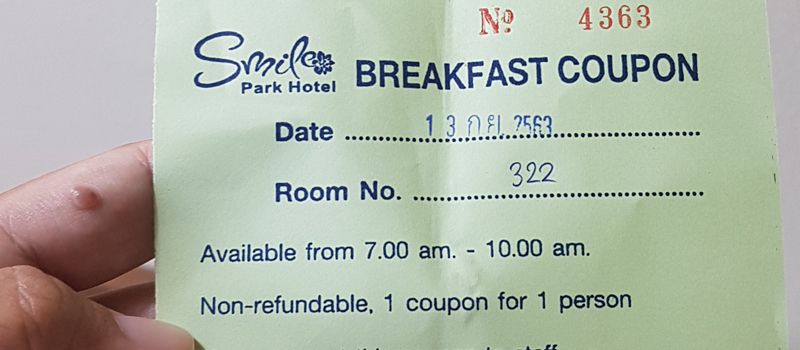 Nº 4363
Smile Park Hotel
BREAKFAST COUPON
Date 13 ก.ย. 2563
Room No. 322
Available from 7.00 am. - 10.00 am.
Non-refundable, 1 coupon for 1 person